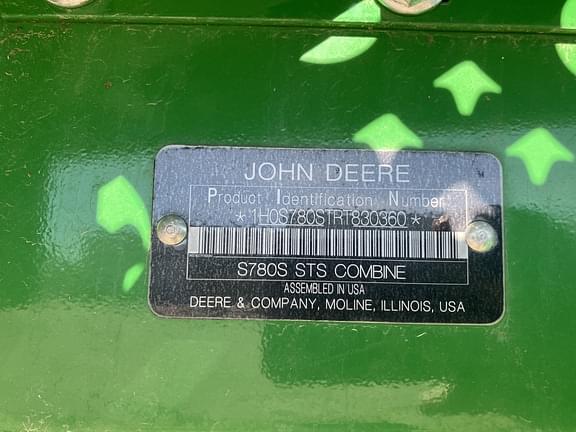 JOHN DEERE
Product Identification Number
*1H0S780STRT830360*
S780S STS COMBINE
ASSEMBLED IN USA
DEERE & COMPANY, MOLINE, ILLINOIS, USA